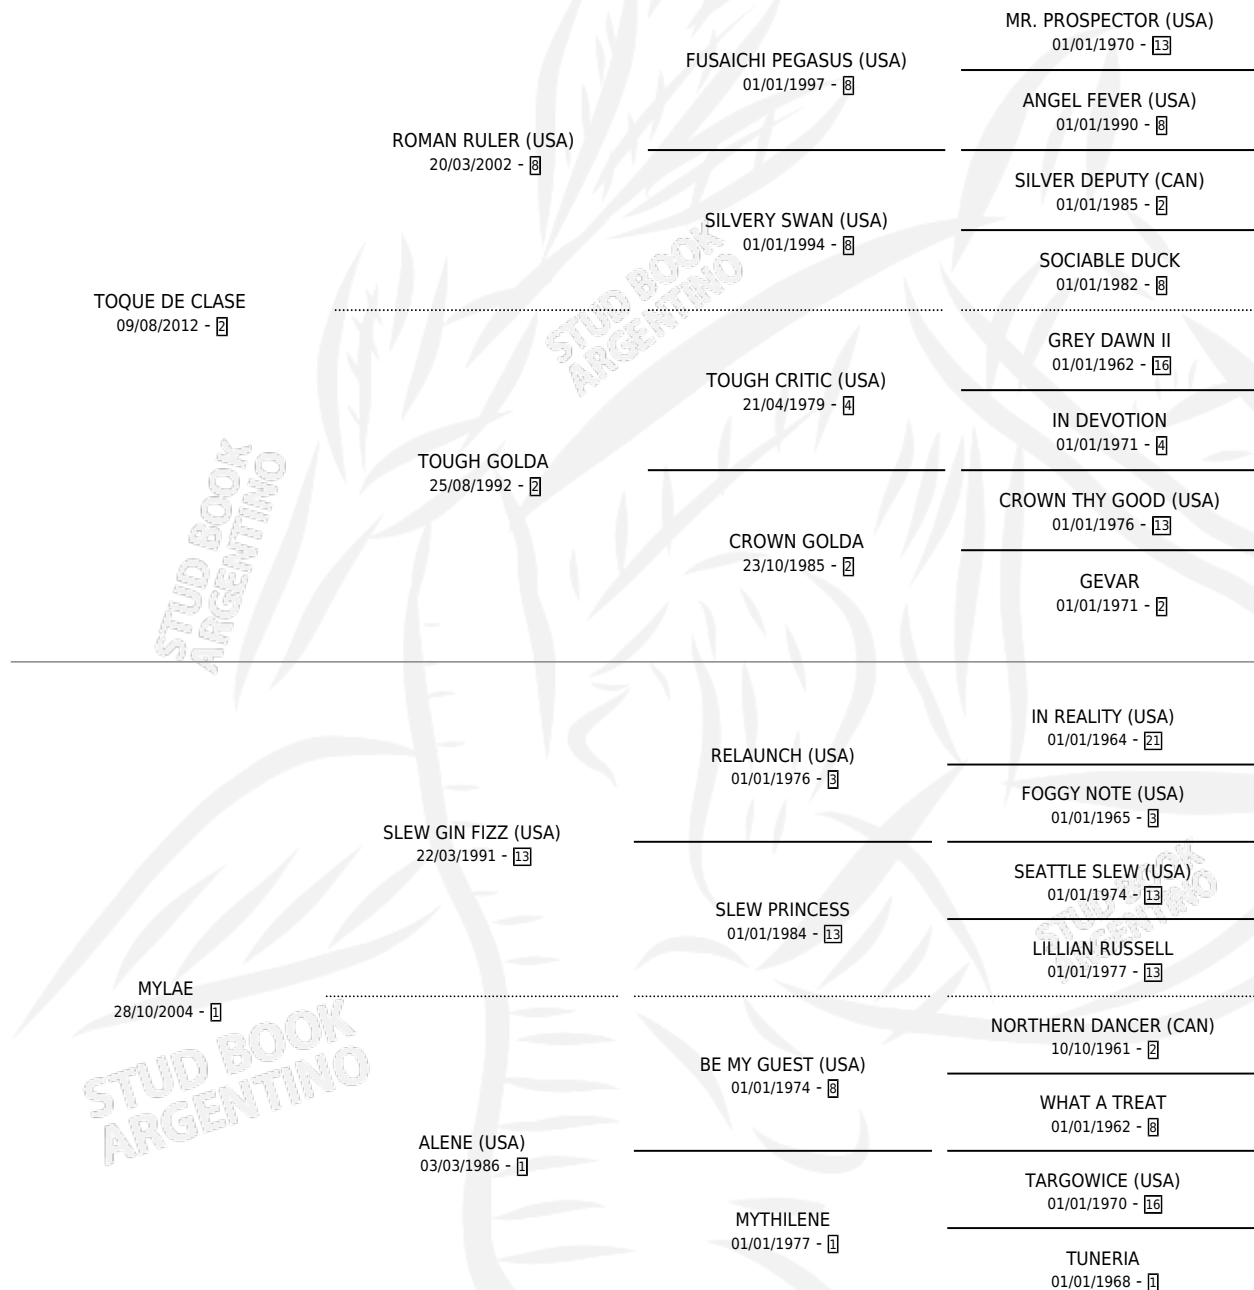 MR. PROSPECTOR (USA)
01/01/1970 - 13
FUSAICHI PEGASUS (USA)
01/01/1997 - 8
ANGEL FEVER (USA)
01/01/1990 - 8
ROMAN RULER (USA)
20/03/2002 - 8
SILVER DEPUTY (CAN)
01/01/1985 - 2
SILVERY SWAN (USA)
01/01/1994 - 8
SOCIABLE DUCK
01/01/1982 - 8
TOQUE DE CLASE
09/08/2012 - 2
GREY DAWN II
01/01/1962 - 16
TOUGH CRITIC (USA)
21/04/1979 - 4
IN DEVOTION
01/01/1971 - 4
TOUGH GOLDA
25/08/1992 - 2
CROWN THY GOOD (USA)
01/01/1976 - 13
CROWN GOLDA
23/10/1985 - 2
GEVAR
01/01/1971 - 2
IN REALITY (USA)
01/01/1964 - 21
RELAUNCH (USA)
01/01/1976 - 3
FOGGY NOTE (USA)
01/01/1965 - 3
SLEW GIN FIZZ (USA)
22/03/1991 - 13
SEATTLE SLEW (USA)
01/01/1974 - 13
SLEW PRINCESS
01/01/1984 - 13
LILLIAN RUSSELL
01/01/1977 - 13
MYLAE
28/10/2004 - 1
NORTHERN DANCER (CAN)
10/10/1961 - 2
BE MY GUEST (USA)
01/01/1974 - 8
WHAT A TREAT
01/01/1962 - 8
ALENE (USA)
03/03/1986 - 1
TARGOWICE (USA)
01/01/1970 - 16
MYTHILENE
01/01/1977 - 1
TUNERIA
01/01/1968 - 1
STUD BOOK
ARGENTINO
STUD BOOK
ARGENTINO
STUD BOOK
ARGENTINO
STUD BOOK
ARGENTINO